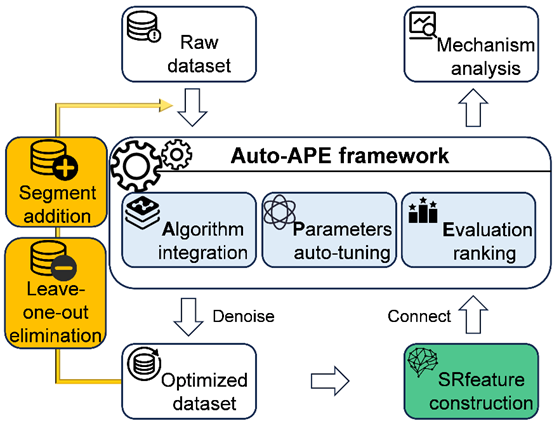 Raw
dataset
Mechanism
analysis
Auto-APE framework
Segment
addition
Algorithm
integration
Parameters
auto-tuning
Evaluation
ranking
Leave-
one-out
elimination
Denoise
Connect
Optimized
dataset
SRfeature
construction